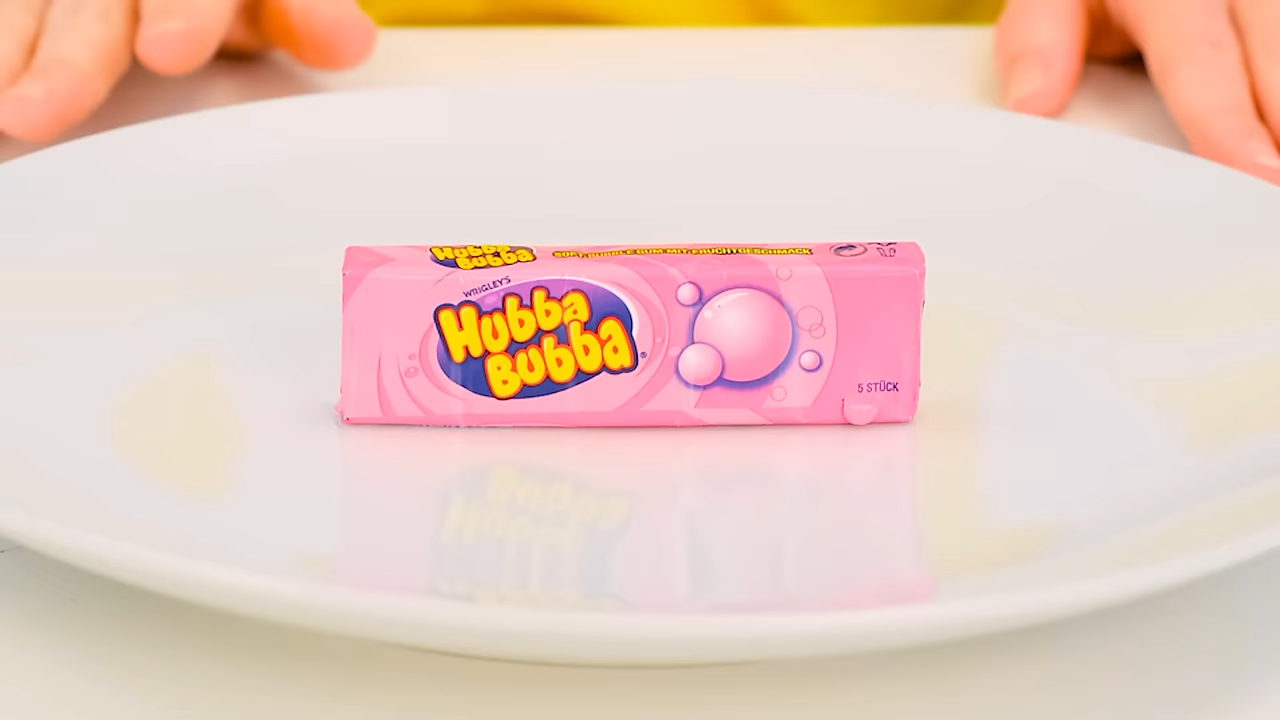 Hubba Bubba
SOFT-BUBBLE-GUM MIT FRUCHTGESCHMACK
WRIGLEY'S
Hubba
Bubba®
5 STÜCK